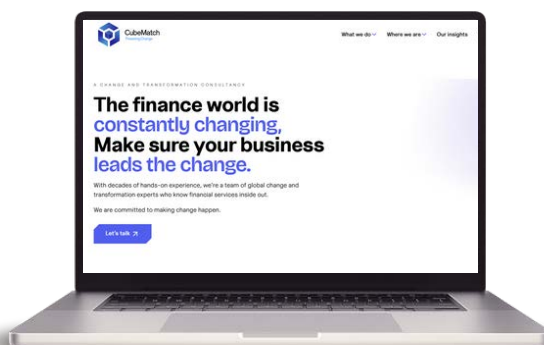 CubeMatch
Powering Change
What we do
Where we are
Our insights
A CHANGE AND TRANSFORMATION CONSULTANCY
The finance world is
constantly changing,
Make sure your business
leads the change.
With decades of hands-on experience, we're a team of global change and
transformation experts who know financial services inside out.
We are committed to making change happen.
Let's talk